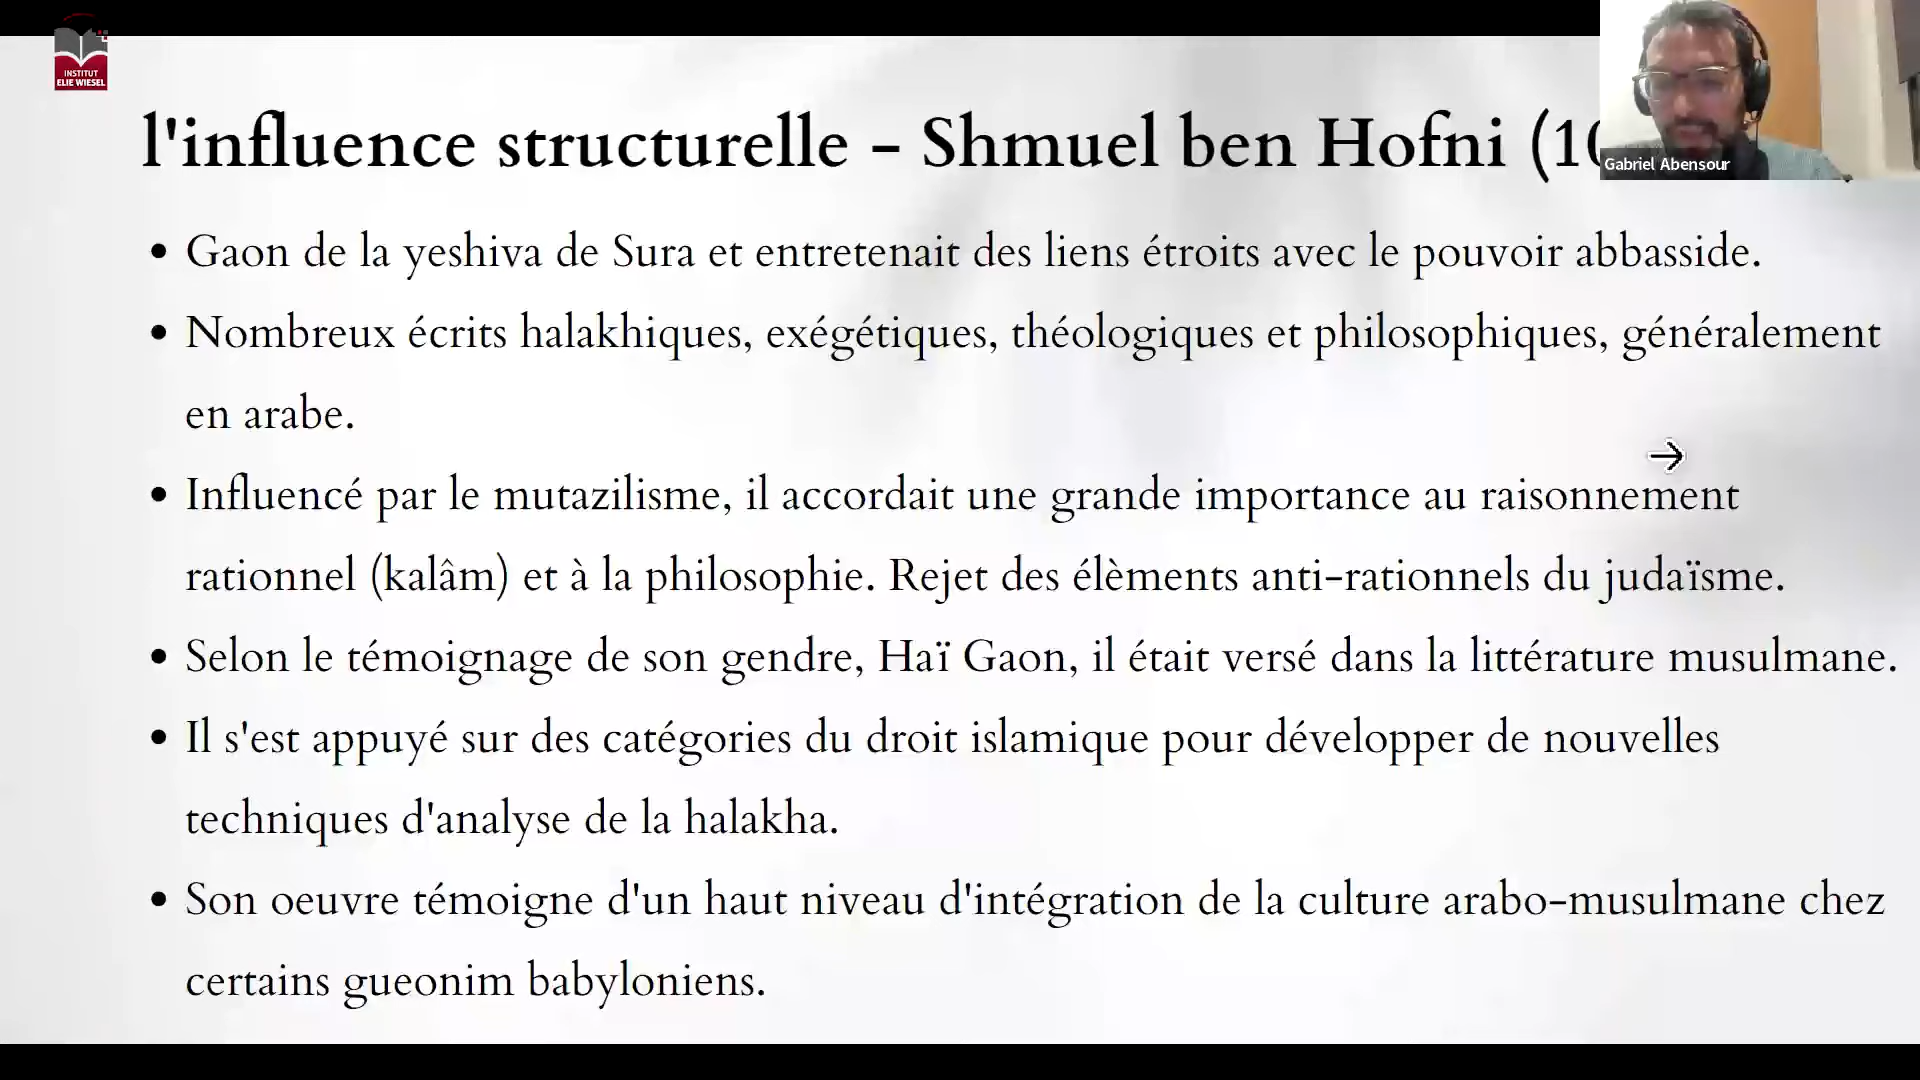 INSTITUT
ELIE WIESEL
l'influence structurelle - Shmuel ben Hofni
Gabriel Abensour
• Gaon de la yeshiva de Sura et entretenait des liens étroits avec le pouvoir abbasside.
• Nombreux écrits halakhiques, exégétiques, théologiques et philosophiques, généralement
en arabe.
• Influencé par le mutazilisme, il accordait une grande importance au raisonnement
rationnel (kalâm) et à la philosophie. Rejet des élèments anti-rationnels du judaïsme.
• Selon le témoignage de son gendre, Haï Gaon, il était versé dans la littérature musulmane.
• Il s'est appuyé sur des catégories du droit islamique pour développer de nouvelles
techniques d'analyse de la halakha.
• Son oeuvre témoigne d'un haut niveau d'intégration de la culture arabo-musulmane chez
certains gueonim babyloniens.